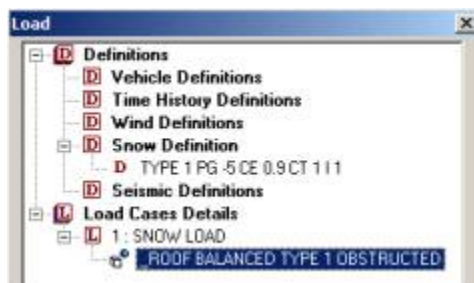 Load
Definitions
Vehicle Definitions
Time History Definitions
Wind Definitions
Snow Definition
TYPE 1 PG -5 CE 0.9 CT 1 I 1
Seismic Definitions
Load Cases Details
1 : SNOW LOAD
_ROOF BALANCED TYPE 1 OBSTRUCTED